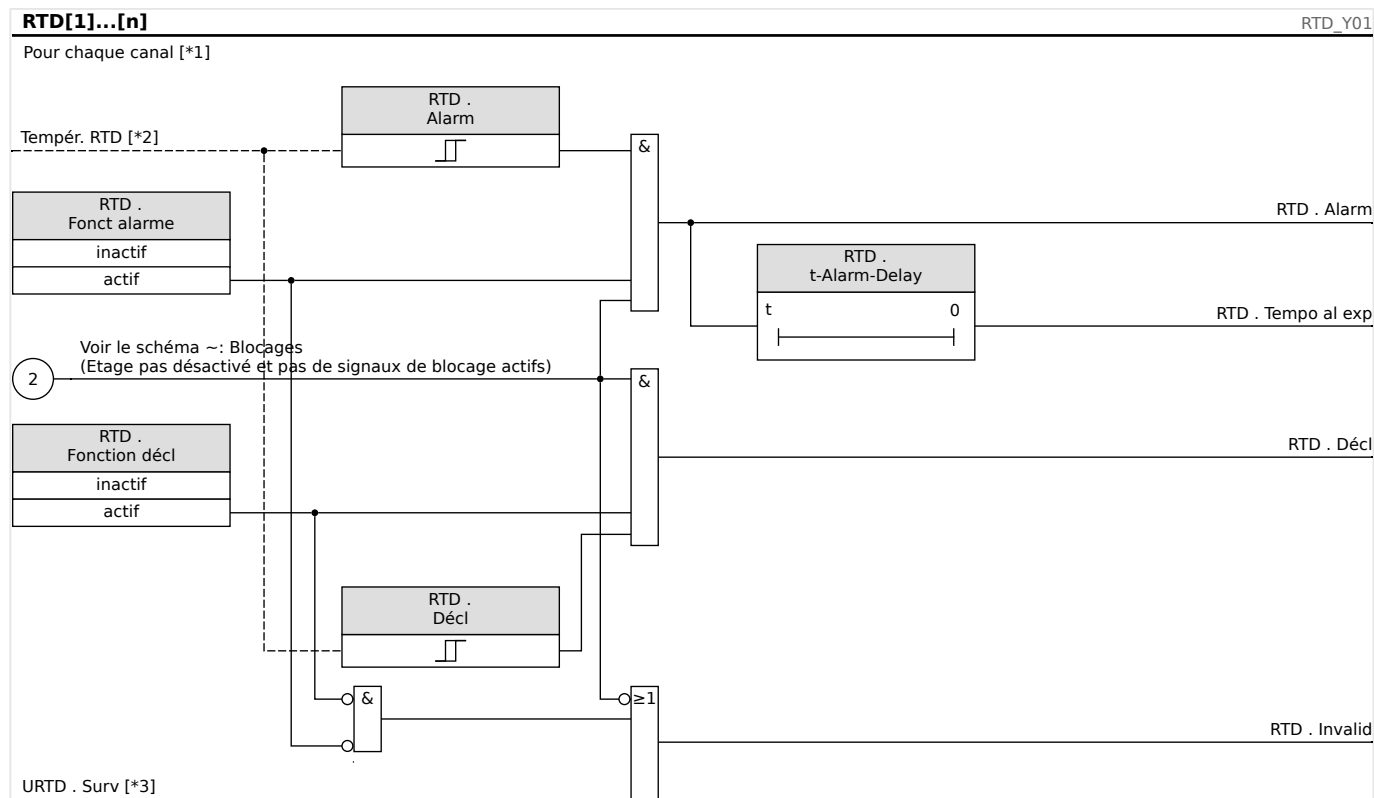 RTD[1]...[n]
RTD_Y01
Pour chaque canal [*1]
RTD .
Alarm
Tempér. RTD [*2]
&
RTD .
Fonct alarme
inactif
actif
RTD . Alarm
RTD .
t-Alarm-Delay
t 0
RTD . Tempo al exp
Voir le schéma ~: Blocages
(Etage pas désactivé et pas de signaux de blocage actifs)
2
&
RTD .
Fonction décl
inactif
actif
RTD . Décl
RTD .
Décl
&
≥1
RTD . Invalid
URTD . Surv [*3]